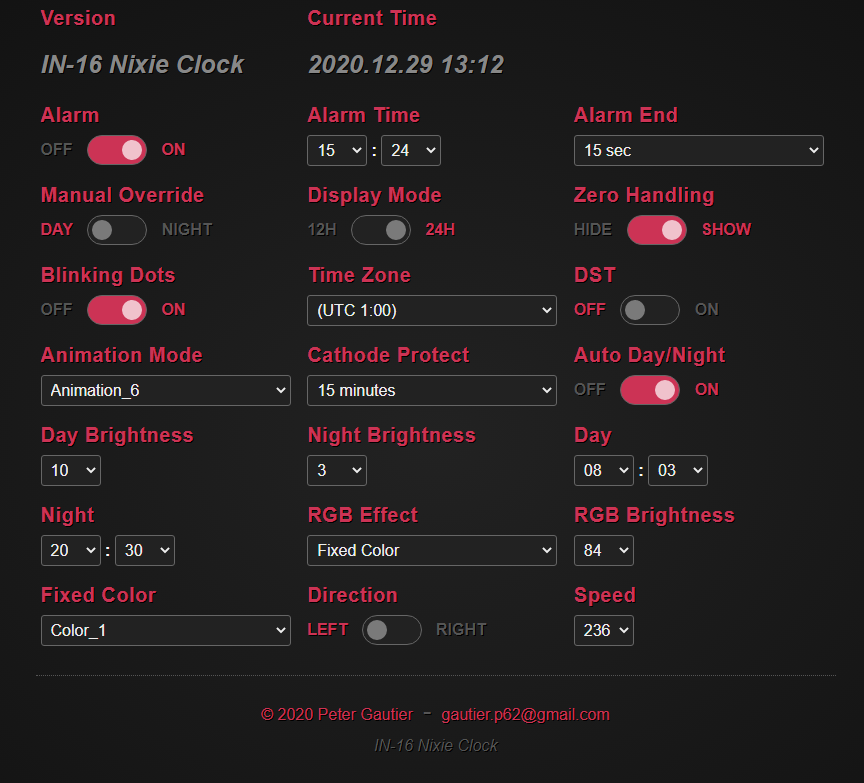 Version Current Time
IN-16 Nixie Clock 2020.12.29 13:12
Alarm Alarm Time Alarm End
OFF ON 15 : 24 15 sec
Manual Override Display Mode Zero Handling
DAY NIGHT 12H 24H HIDE SHOW
Blinking Dots Time Zone DST
OFF ON (UTC 1:00) OFF ON
Animation Mode Cathode Protect Auto Day/Night
Animation_6 15 minutes OFF ON
Day Brightness Night Brightness Day
10 3 08 : 03
Night RGB Effect RGB Brightness
20 : 30 Fixed Color 84
Fixed Color Direction Speed
Color_1 LEFT RIGHT 236
© 2020 Peter Gautier - gautier.p62@gmail.com
IN-16 Nixie Clock